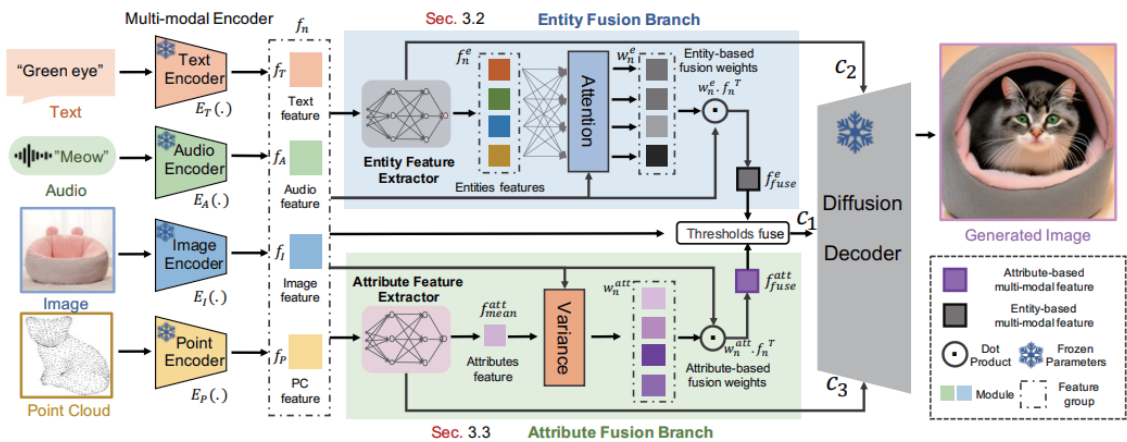 Multi-modal Encoder
Sec. 3.2
Entity Fusion Branch
“Green eye”
Text
Text
Encoder
E_T(.)
f_n
f_T
Text
feature
"Meow"
Audio
Audio
Encoder
E_A(.)
f_A
Audio
feature
Image
Image
Encoder
E_I(.)
f_I
Image
feature
Point Cloud
Point
Encoder
E_P(.)
f_P
PC
feature
Entity Feature
Extractor
f_n^e
Entities features
Attention
w_n^e
Entity-based
fusion weights
w_n^e. f_n^T
f_fuse^e
Thresholds fuse
Attribute Feature
Extractor
f_mean^att
Attributes
feature
Variance
w_n^att
w_n^att. f_n^T
Attribute-based
fusion weights
f_fuse^att
C_2
C_1
C_3
Diffusion
Decoder
Generated Image
Attribute-based
multi-modal feature
Entity-based
multi-modal feature
Dot
Product
Frozen
Parameters
Module
Feature
group
Sec. 3.3
Attribute Fusion Branch